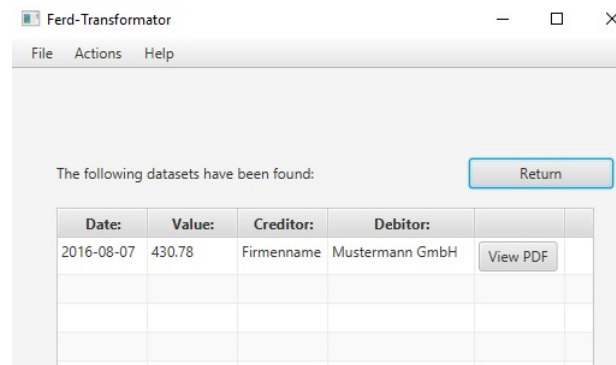 Ferd-Transformator
File Actions Help
The following datasets have been found:
Return
Date: Value: Creditor: Debitor:
2016-08-07 430.78 Firmenname Mustermann GmbH View PDF